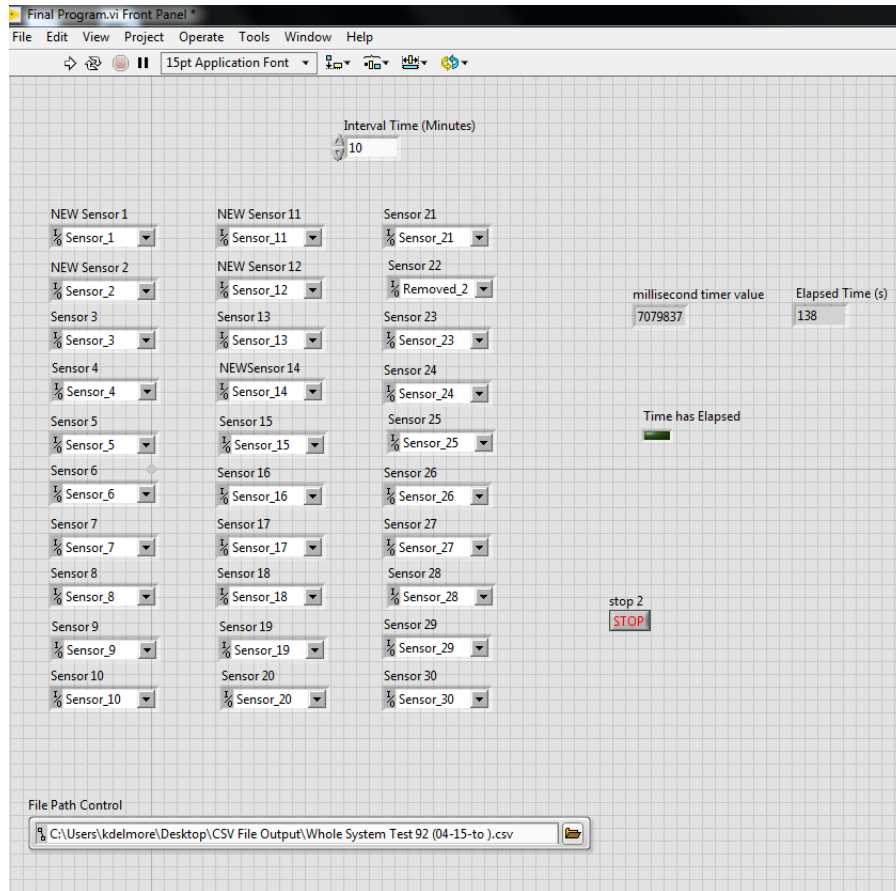 Final Program.vi Front Panel *
File Edit View Project Operate Tools Window Help
15pt Application Font
Interval Time (Minutes)
10
NEW Sensor 1 NEW Sensor 11 Sensor 21
Sensor_1 Sensor_11 Sensor_21
NEW Sensor 2 NEW Sensor 12 Sensor 22
Sensor_2 Sensor_12 Removed_2
millisecond timer value Elapsed Time (s)
Sensor 3 Sensor 13 Sensor 23
7079837 138
Sensor_3 Sensor_13 Sensor_23
Sensor 4 NEWSensor 14 Sensor 24
Sensor_4 Sensor_14 Sensor_24
Time has Elapsed
Sensor 5 Sensor 15 Sensor 25
Sensor_5 Sensor_15 Sensor_25
Sensor 6 Sensor 16 Sensor 26
Sensor_6 Sensor_16 Sensor_26
Sensor 7 Sensor 17 Sensor 27
Sensor_7 Sensor_17 Sensor_27
Sensor 8 Sensor 18 Sensor 28
Sensor_8 Sensor_18 Sensor_28
stop 2
STOP
Sensor 9 Sensor 19 Sensor 29
Sensor_9 Sensor_19 Sensor_29
Sensor 10 Sensor 20 Sensor 30
Sensor_10 Sensor_20 Sensor_30
File Path Control
C:\Users\kdelmore\Desktop\CSV File Output\Whole System Test 92 (04-15-to ).csv